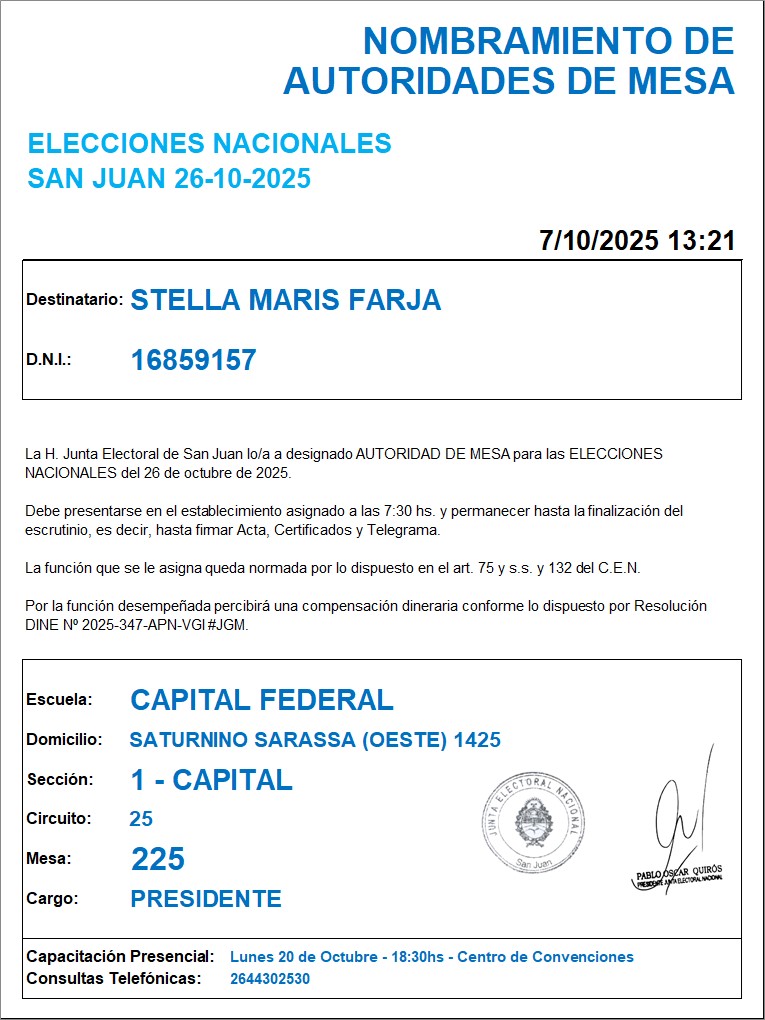 NOMBRAMIENTO DE
AUTORIDADES DE MESA
ELECCIONES NACIONALES
SAN JUAN 26-10-2025
7/10/2025 13:21
Destinatario: STELLA MARIS FARJA
D.N.I.: 16859157
La H. Junta Electoral de San Juan lo/a a designado AUTORIDAD DE MESA para las ELECCIONES
NACIONALES del 26 de octubre de 2025.
Debe presentarse en el establecimiento asignado a las 7:30 hs. y permanecer hasta la finalización del
escrutinio, es decir, hasta firmar Acta, Certificados y Telegrama.
La función que se le asigna queda normada por lo dispuesto en el art. 75 y s.s. y 132 del C.E.N.
Por la función desempeñada percibirá una compensación dineraria conforme lo dispuesto por Resolución
DINE Nº 2025-347-APN-VGI#JGM.
Escuela: CAPITAL FEDERAL
Domicilio: SATURNINO SARASSA (OESTE) 1425
Sección: 1 - CAPITAL
Circuito: 25
Mesa: 225
Cargo: PRESIDENTE
JUNTA ELECTORAL NACIONAL
San Juan
PABLO OSCAR QUIRÓS
PRESIDENTE JUNTA ELECTORAL NACIONAL
Capacitación Presencial: Lunes 20 de Octubre - 18:30hs - Centro de Convenciones
Consultas Telefónicas: 2644302530